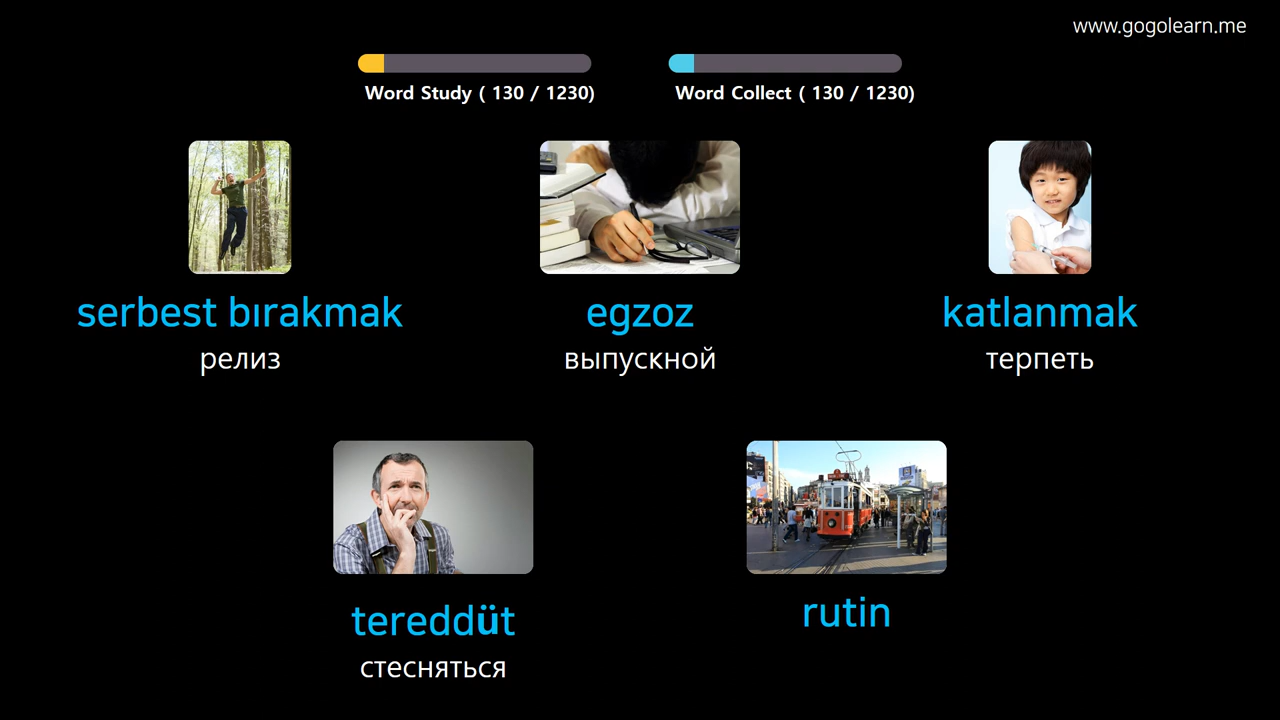 www.gogolearn.me
Word Study ( 130 / 1230)
Word Collect ( 130 / 1230)
serbest bırakmak
релиз
egzoz
выпускной
katlanmak
терпеть
tereddüt
стесняться
rutin